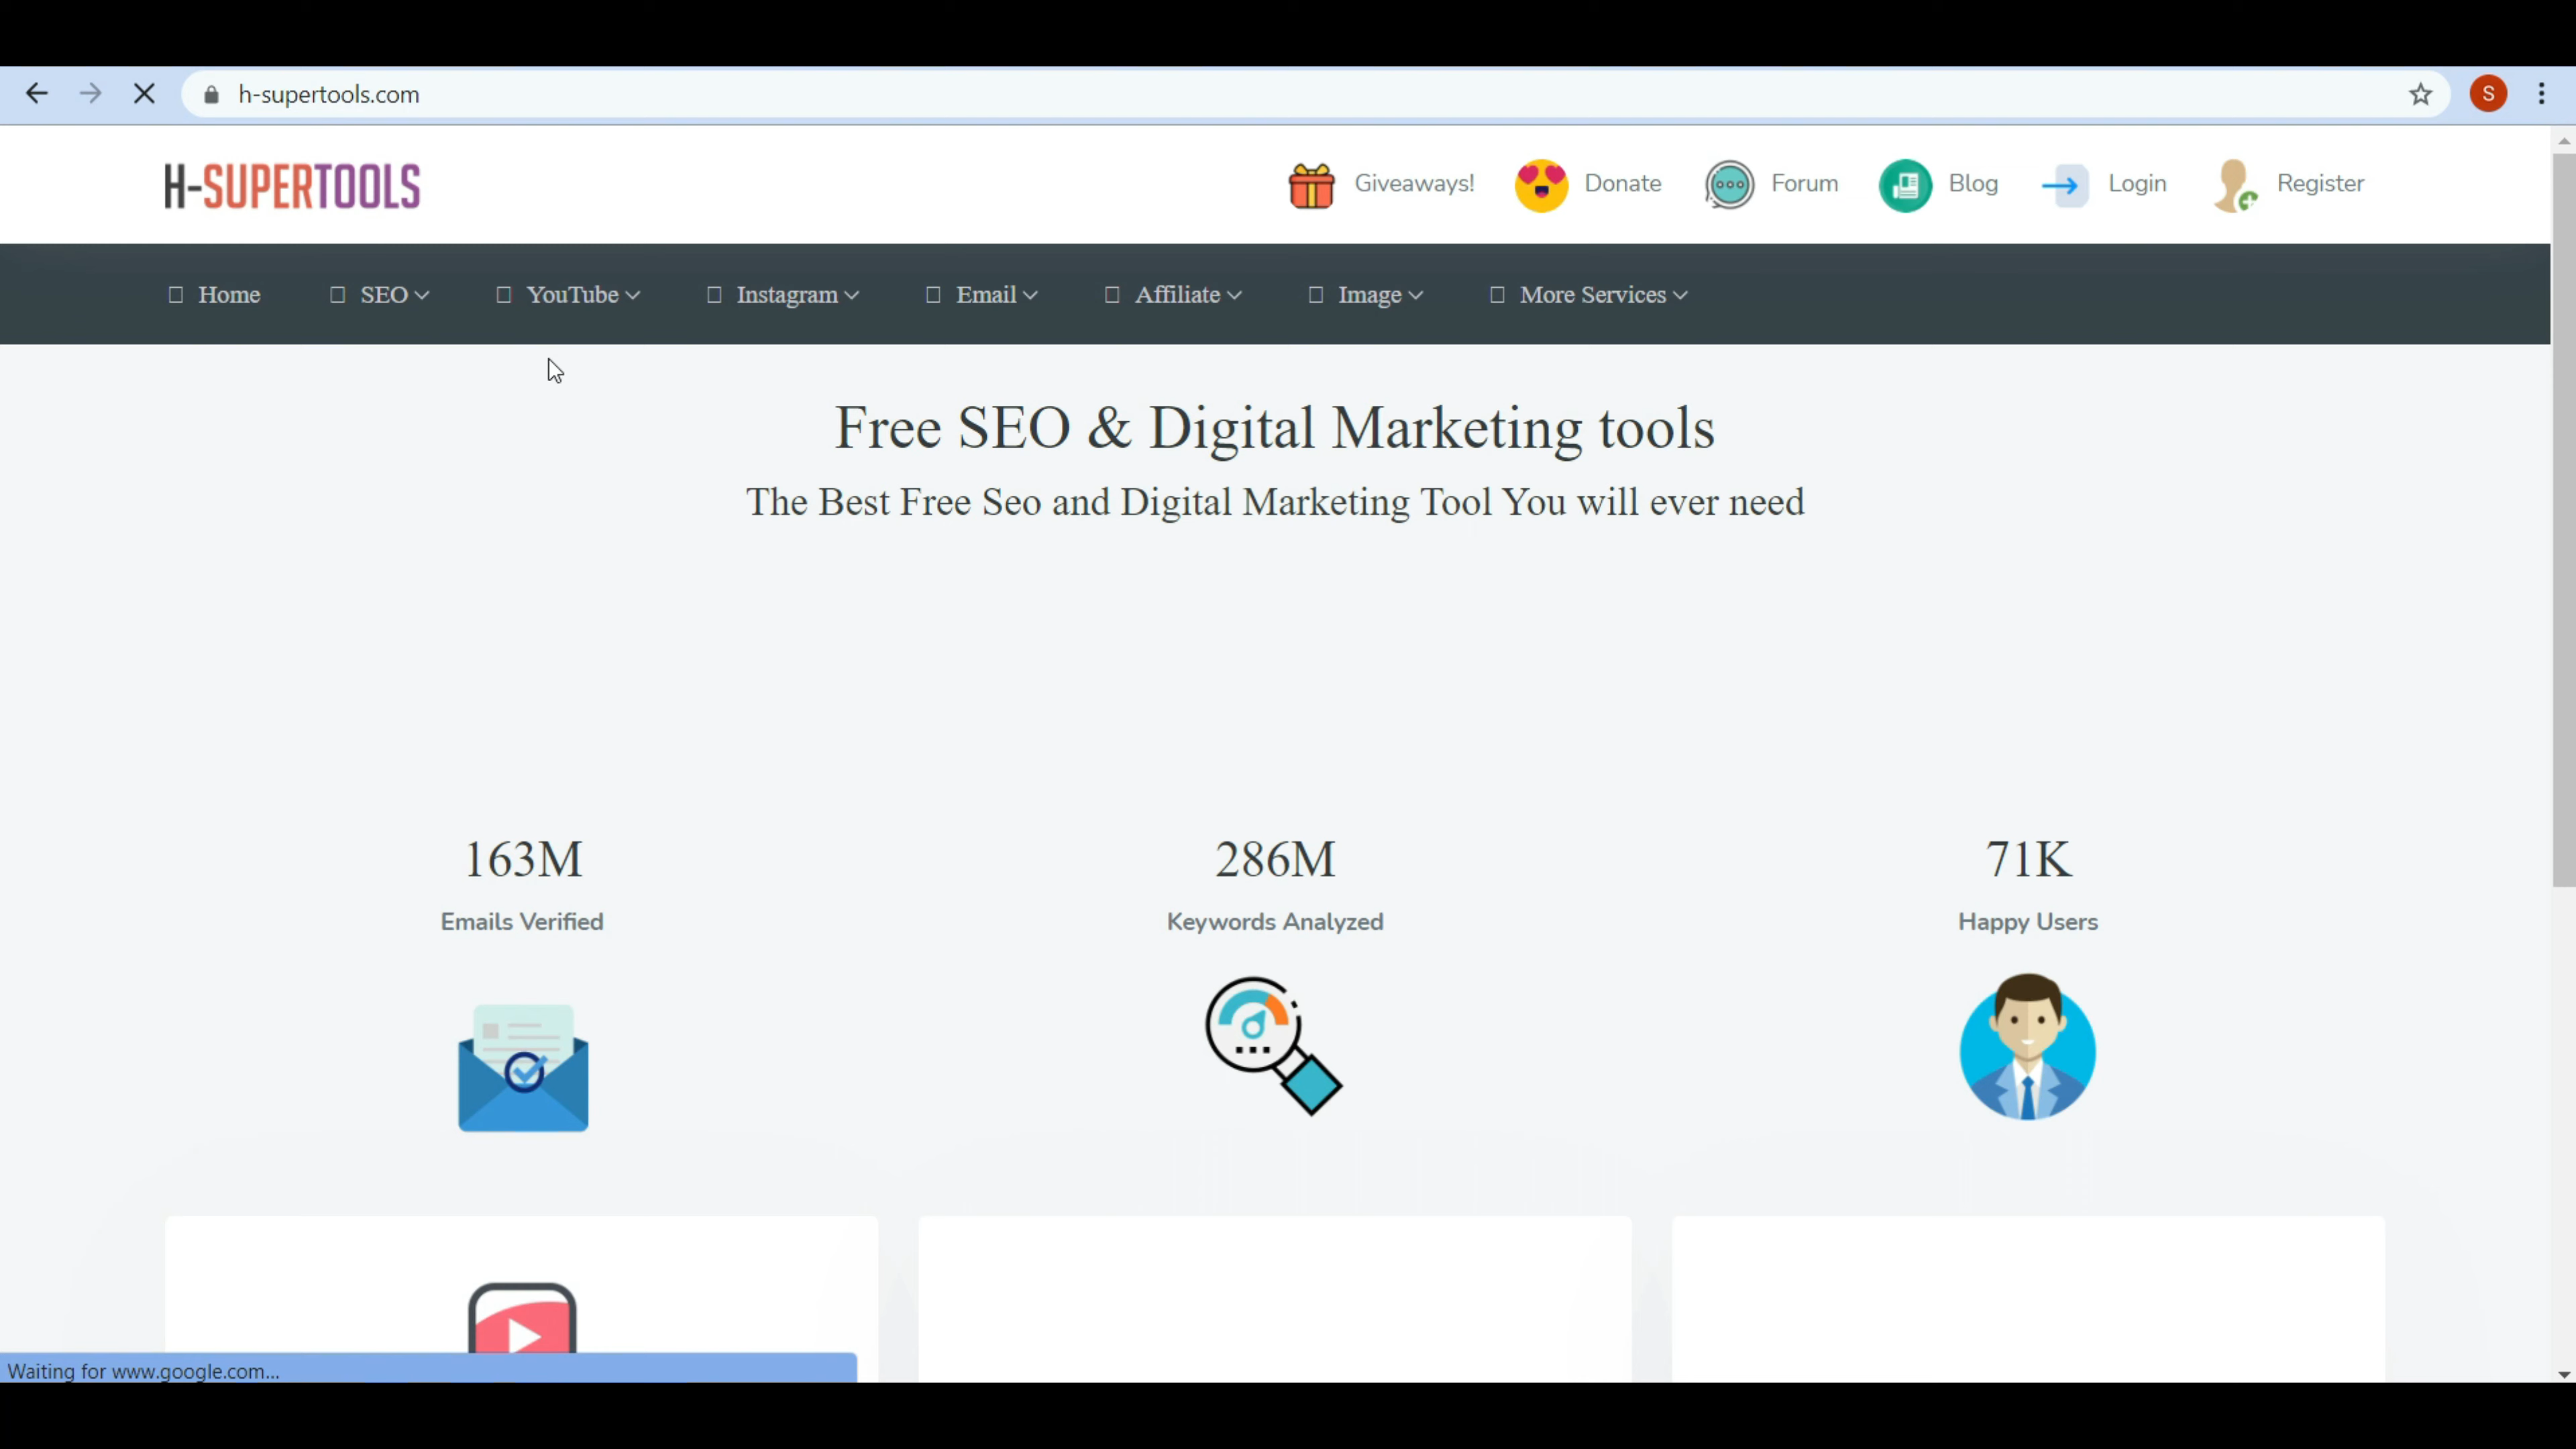 h-supertools.com
S
H-SUPERTOOLS
Giveaways! Donate Forum Blog Login Register
Home SEO YouTube Instagram Email Affiliate Image More Services
Free SEO & Digital Marketing tools
The Best Free Seo and Digital Marketing Tool You will ever need
163M 286M 71K
Emails Verified Keywords Analyzed Happy Users
Waiting for www.google.com...